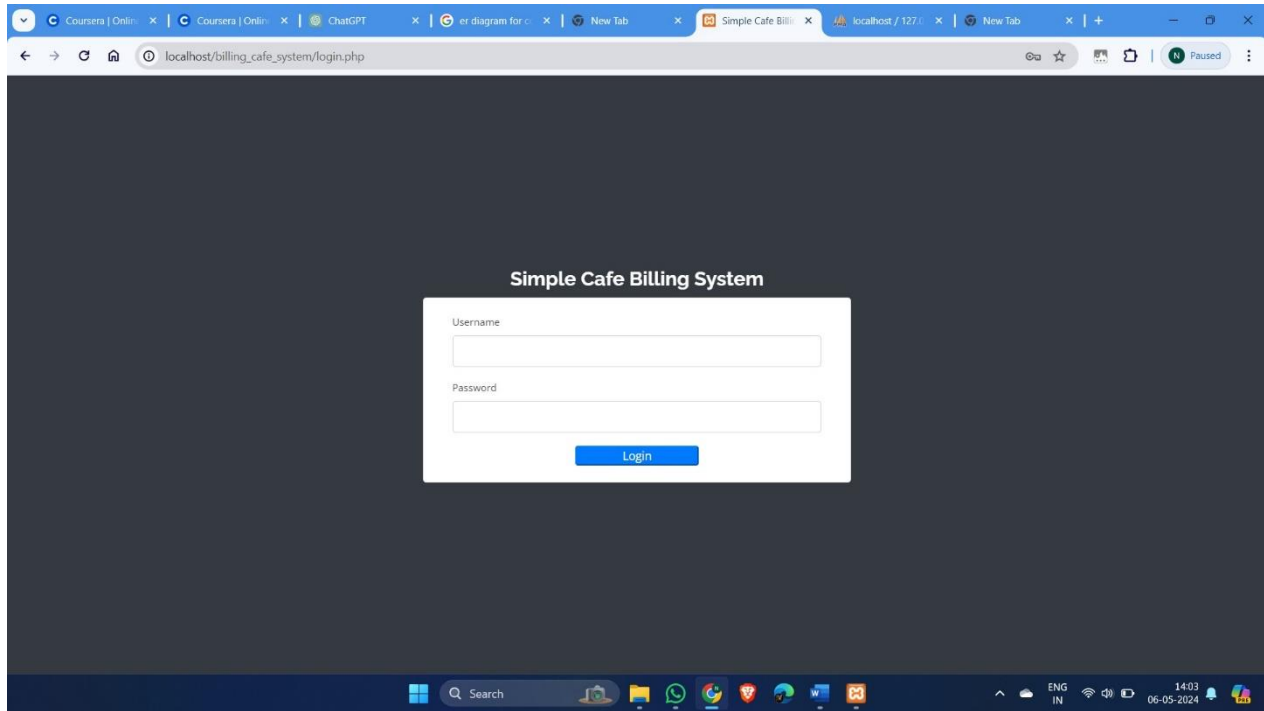 Coursera | Onlin
Coursera | Onlin
ChatGPT
er diagram for c
New Tab
Simple Cafe Billi
localhost / 127.0
New Tab
localhost/billing_cafe_system/login.php
N Paused
Simple Cafe Billing System
Username
Password
Login
Search
ENG
IN
14:03
06-05-2024